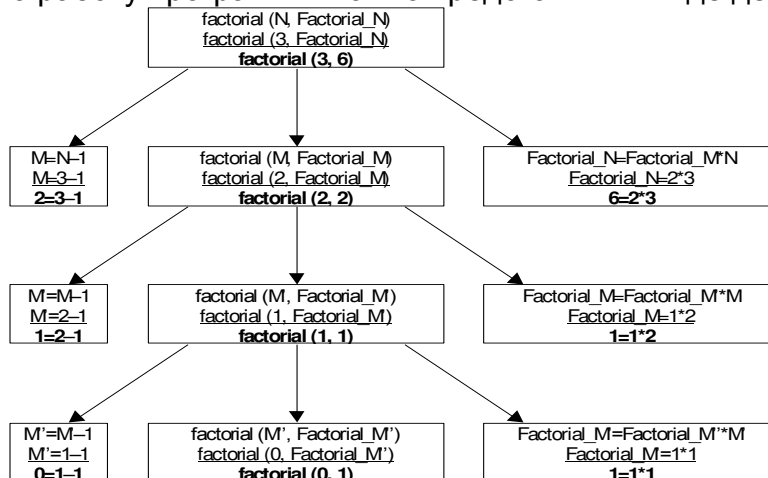 factorial (N, Factorial_N)
factorial (3, Factorial_N)
factorial (3, 6)
M=N–1
M=3–1
2=3–1
factorial (M, Factorial_M)
factorial (2, Factorial_M)
factorial (2, 2)
Factorial_N=Factorial_M*N
Factorial_N=2*3
6=2*3
M'=M–1
M'=2–1
1=2–1
factorial (M', Factorial_M')
factorial (1, Factorial_M')
factorial (1, 1)
Factorial_M=Factorial_M'*M
Factorial_M=1*2
1=1*2
M’=M'–1
M’=1–1
0=1–1
factorial (M’, Factorial_M’)
factorial (0, Factorial_M’)
factorial (0, 1)
Factorial_M'=Factorial_M’*M'
Factorial_M'=1*1
1=1*1